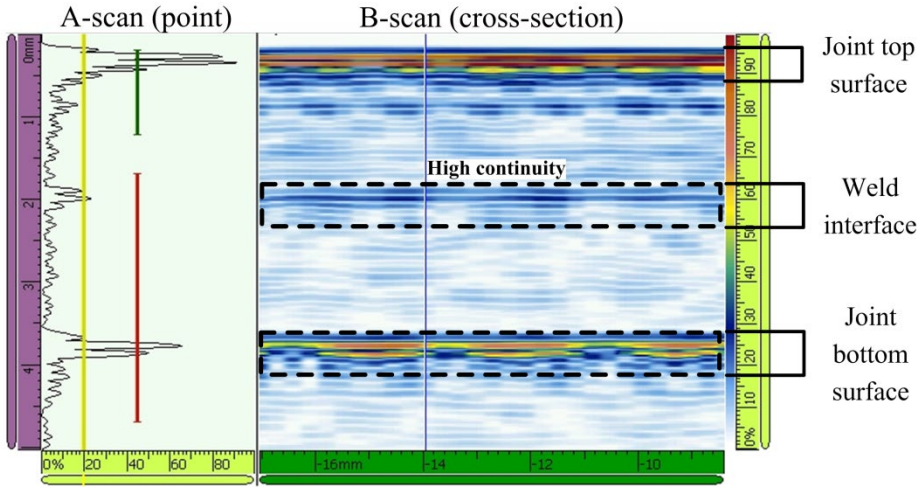 A-scan (point)
B-scan (cross-section)
0mm
1
2
3
4
0%
20
40
60
80
High continuity
-16mm
-14
-12
-10
90
80
70
60
50
40
30
20
10
0%
Joint top
surface
Weld
interface
Joint
bottom
surface